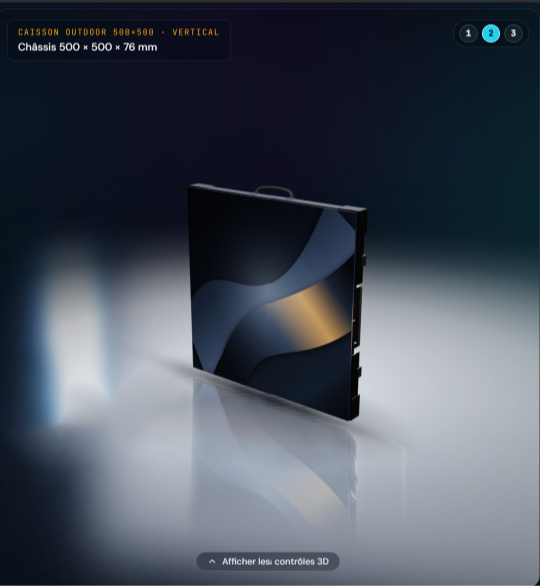 CAISSON OUTDOOR 500×500 · VERTICAL
Châssis 500 × 500 × 76 mm
1 2 3
Afficher les contrôles 3D